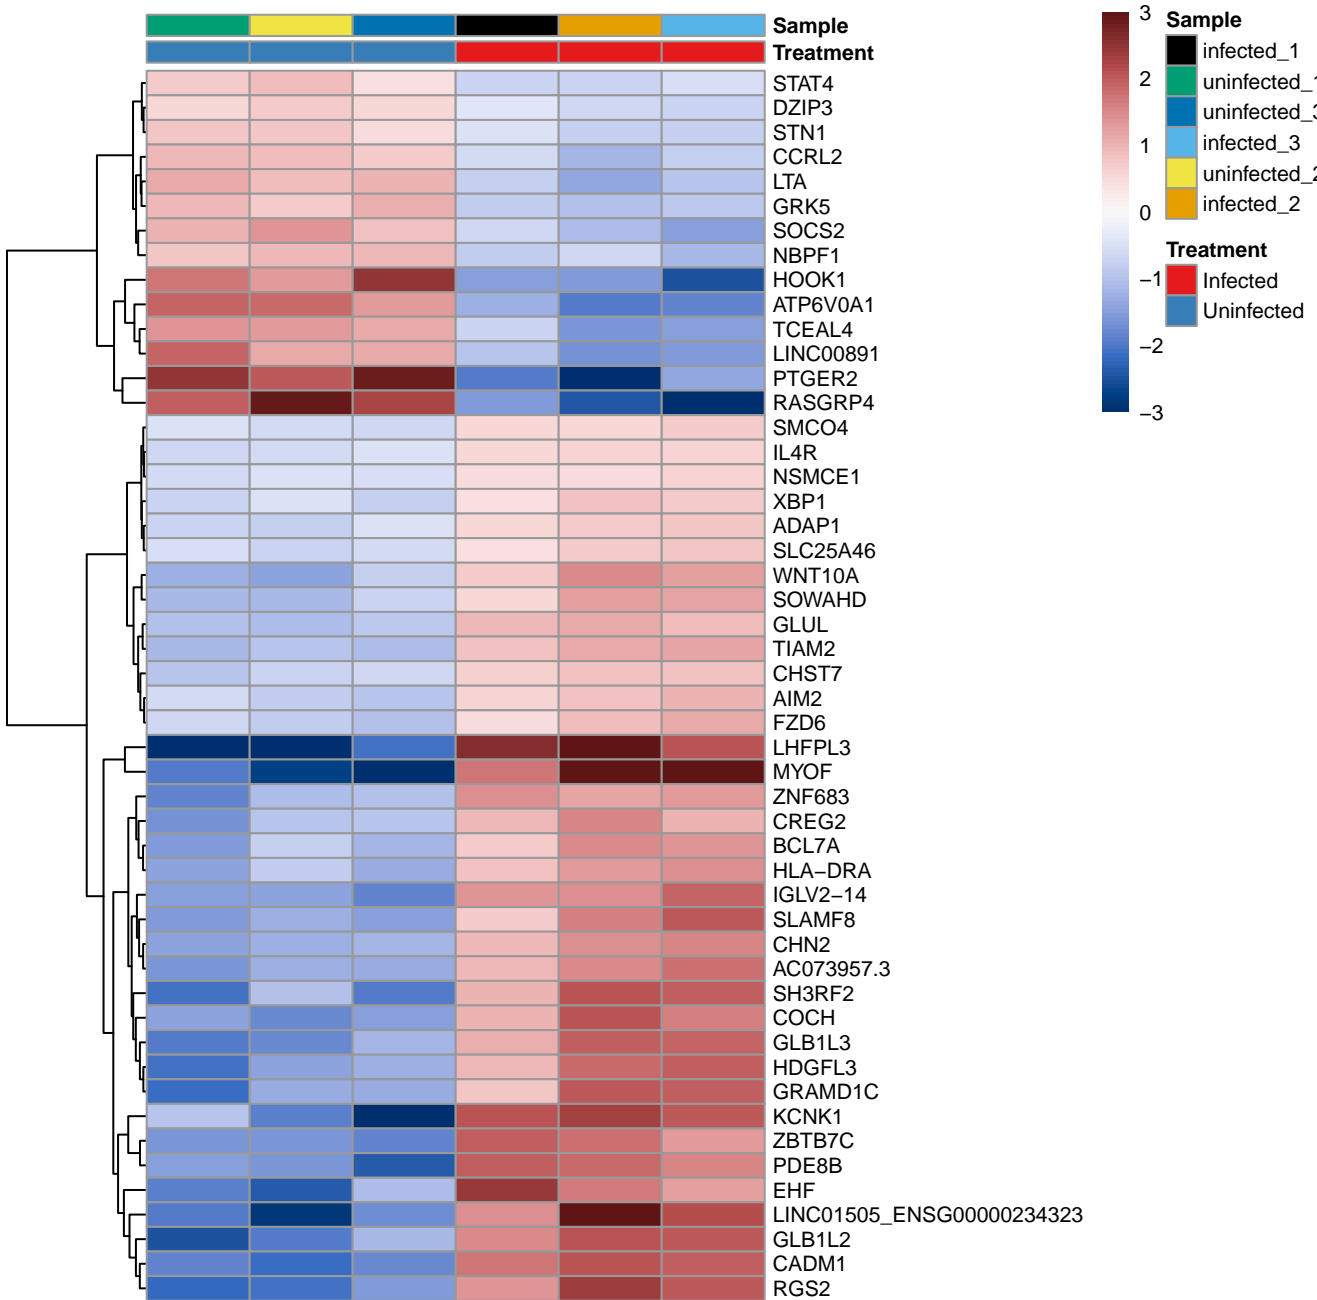 Sample
Treatment
STAT4
DZIP3
STN1
CCRL2
LTA
GRK5
SOCS2
NBPF1
HOOK1
ATP6V0A1
TCEAL4
LINC00891
PTGER2
RASGRP4
SMCO4
IL4R
NSMCE1
XBP1
ADAP1
SLC25A46
WNT10A
SOWAHD
GLUL
TIAM2
CHST7
AIM2
FZD6
LHFPL3
MYOF
ZNF683
CREG2
BCL7A
HLA−DRA
IGLV2−14
SLAMF8
CHN2
AC073957.3
SH3RF2
COCH
GLB1L3
HDGFL3
GRAMD1C
KCNK1
ZBTB7C
PDE8B
EHF
LINC01505_ENSG00000234323
GLB1L2
CADM1
RGS2
3
2
1
0
−1
−2
−3
Sample
infected_1
uninfected_1
uninfected_3
infected_3
uninfected_2
infected_2
Treatment
Infected
Uninfected